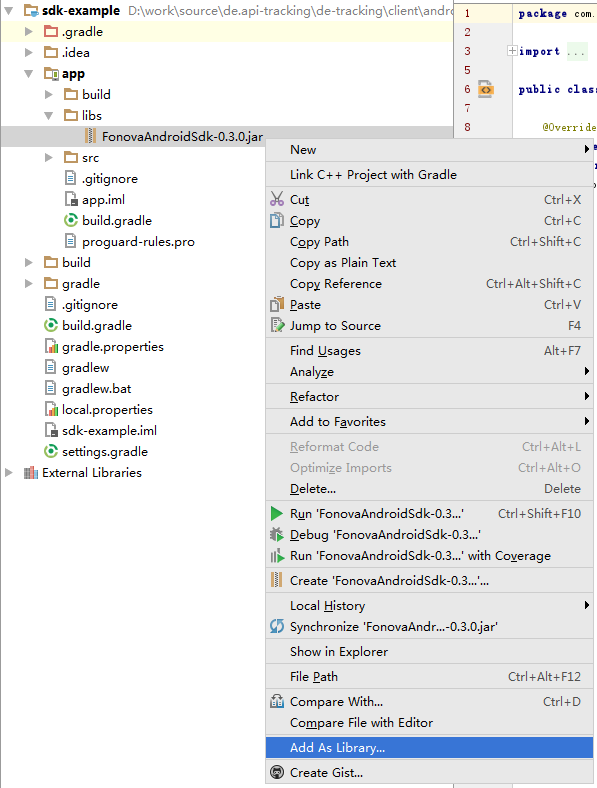 sdk-example D:\work\source\de.api-tracking\de-tracking\client\andr
.gradle
.idea
app
build
libs
FonovaAndroidSdk-0.3.0.jar
src
.gitignore
app.iml
build.gradle
proguard-rules.pro
build
gradle
.gitignore
build.gradle
gradle.properties
gradlew
gradlew.bat
local.properties
sdk-example.iml
settings.gradle
External Libraries
1 package com.
2
3 import ...
5
6 public clas
7
8 @Override
New
Link C++ Project with Gradle
Cut Ctrl+X
Copy Ctrl+C
Copy Path Ctrl+Shift+C
Copy as Plain Text
Copy Reference Ctrl+Alt+Shift+C
Paste Ctrl+V
Jump to Source F4
Find Usages Alt+F7
Analyze
Refactor
Add to Favorites
Reformat Code Ctrl+Alt+L
Optimize Imports Ctrl+Alt+O
Delete... Delete
Run 'FonovaAndroidSdk-0.3...' Ctrl+Shift+F10
Debug 'FonovaAndroidSdk-0.3...'
Run 'FonovaAndroidSdk-0.3...' with Coverage
Create 'FonovaAndroidSdk-0.3...'...
Local History
Synchronize 'FonovaAndr...-0.3.0.jar'
Show in Explorer
File Path Ctrl+Alt+F12
Compare With... Ctrl+D
Compare File with Editor
Add As Library...
Create Gist...